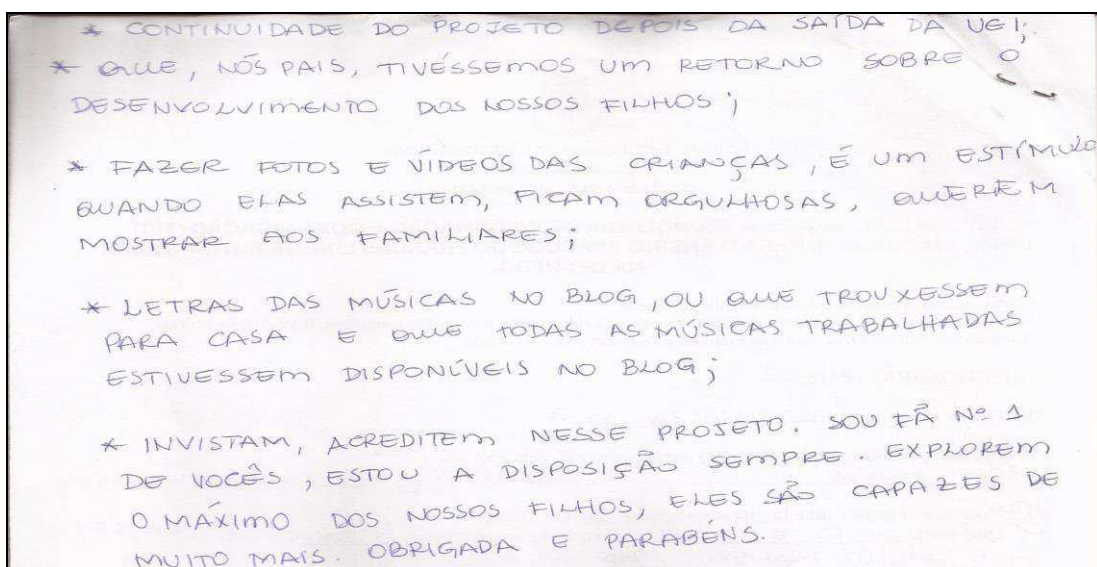 * CONTINUIDADE DO PROJETO DEPOIS DA SAÍDA DA UEI;
* QUE, NÓS PAIS, TIVÉSSEMOS UM RETORNO SOBRE O
DESENVOLVIMENTO DOS NOSSOS FILHOS;
* FAZER FOTOS E VÍDEOS DAS CRIANÇAS, É UM ESTÍMULO
QUANDO ELAS ASSISTEM, FICAM ORGULHOSAS, QUEREM
MOSTRAR AOS FAMILIARES;
* LETRAS DAS MÚSICAS NO BLOG, OU QUE TROUXESSEM
PARA CASA E QUE TODAS AS MÚSICAS TRABALHADAS
ESTIVESSEM DISPONÍVEIS NO BLOG;
* INVISTAM, ACREDITEM NESSE PROJETO. SOU FÃ Nº 1
DE VOCÊS, ESTOU A DISPOSIÇÃO SEMPRE. EXPLOREM
O MÁXIMO DOS NOSSOS FILHOS, ELES SÃO CAPAZES DE
MUITO MAIS. OBRIGADA E PARABÉNS.